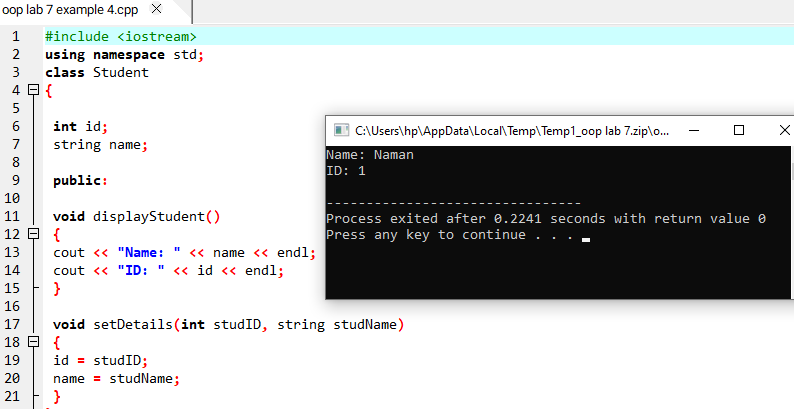 oop lab 7 example 4.cpp
1 #include <iostream>
2 using namespace std;
3 class Student
4 {
5
6 int id;
7 string name;
8
9 public:
10
11 void displayStudent()
12 {
13 cout << "Name: " << name << endl;
14 cout << "ID: " << id << endl;
15 }
16
17 void setDetails(int studID, string studName)
18 {
19 id = studID;
20 name = studName;
21 }
C:\Users\hp\AppData\Local\Temp\Temp1_oop lab 7.zip\o...
Name: Naman
ID: 1
--------------------------------
Process exited after 0.2241 seconds with return value 0
Press any key to continue . . .